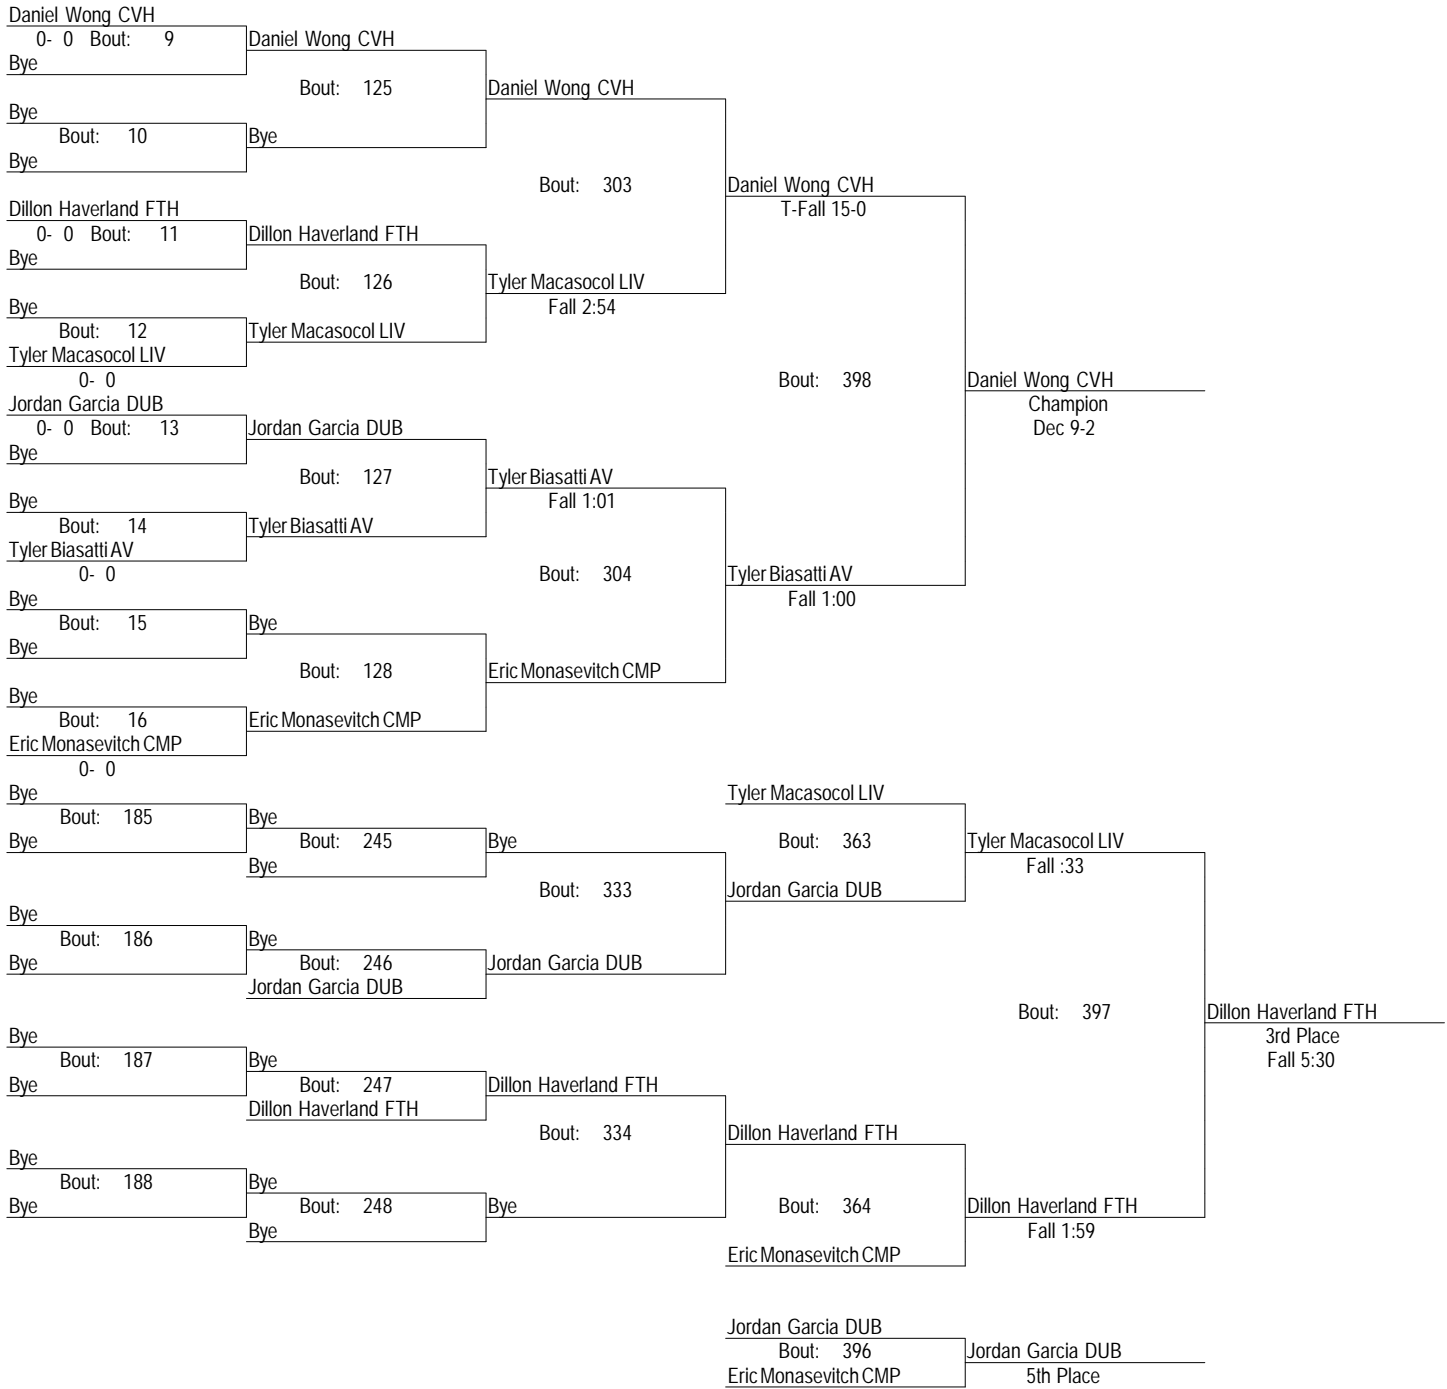 Daniel Wong CVH
0- 0 Bout: 9 Daniel Wong CVH
Bye
Bout: 125 Daniel Wong CVH
Bye
Bout: 10 Bye
Bye
Bout: 303 Daniel Wong CVH
Dillon Haverland FTH T-Fall 15-0
0- 0 Bout: 11 Dillon Haverland FTH
Bye
Bout: 126 Tyler Macasocol LIV
Bye Fall 2:54
Bout: 12 Tyler Macasocol LIV
Tyler Macasocol LIV
0- 0 Bout: 398 Daniel Wong CVH
Jordan Garcia DUB Champion
0- 0 Bout: 13 Jordan Garcia DUB Dec 9-2
Bye
Bout: 127 Tyler Biasatti AV
Bye Fall 1:01
Bout: 14 Tyler Biasatti AV
Tyler Biasatti AV
0- 0 Bout: 304 Tyler Biasatti AV
Bye Fall 1:00
Bout: 15 Bye
Bye
Bout: 128 Eric Monasevitch CMP
Bye
Bout: 16 Eric Monasevitch CMP
Eric Monasevitch CMP
0- 0
Bye Tyler Macasocol LIV
Bout: 185 Bye
Bye Bout: 245 Bye Bout: 363 Tyler Macasocol LIV
Bye Fall :33
Bout: 333 Jordan Garcia DUB
Bye
Bout: 186 Bye
Bye Bout: 246 Jordan Garcia DUB
Jordan Garcia DUB
Bout: 397 Dillon Haverland FTH
Bye 3rd Place
Bout: 187 Bye Fall 5:30
Bye Bout: 247 Dillon Haverland FTH
Dillon Haverland FTH
Bout: 334 Dillon Haverland FTH
Bye
Bout: 188 Bye
Bye Bout: 248 Bye Bout: 364 Dillon Haverland FTH
Bye Fall 1:59
Eric Monasevitch CMP
Jordan Garcia DUB
Bout: 396 Jordan Garcia DUB
Eric Monasevitch CMP 5th Place